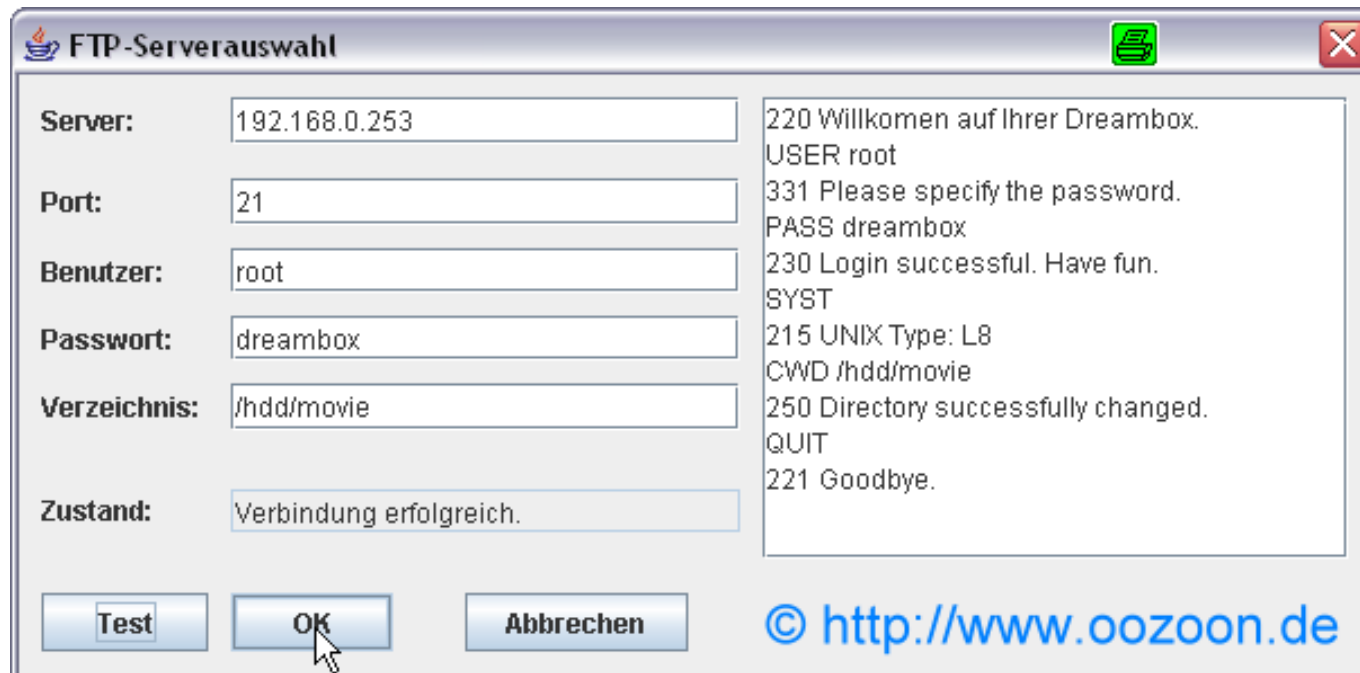 FTP-Serverauswahl
Server: 192.168.0.253
Port: 21
Benutzer: root
Passwort: dreambox
Verzeichnis: /hdd/movie
Zustand: Verbindung erfolgreich.
220 Willkomen auf Ihrer Dreambox.
USER root
331 Please specify the password.
PASS dreambox
230 Login successful. Have fun.
SYST
215 UNIX Type: L8
CWD /hdd/movie
250 Directory successfully changed.
QUIT
221 Goodbye.
Test OK Abbrechen
© http://www.oozoon.de